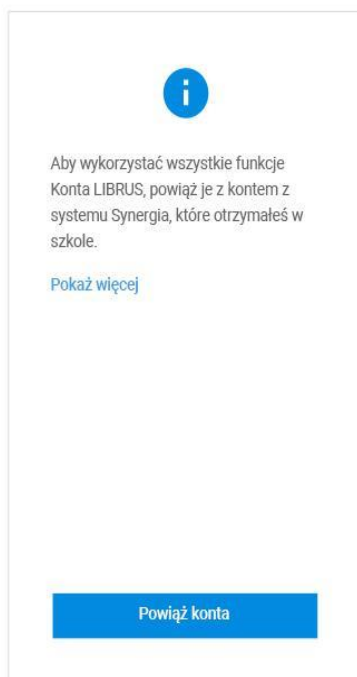 Aby wykorzystać wszystkie funkcje
Konta LIBRUS, powiąż je z kontem z
systemu Synergia, które otrzymałeś w
szkole.
Pokaż więcej
Powiąż konta